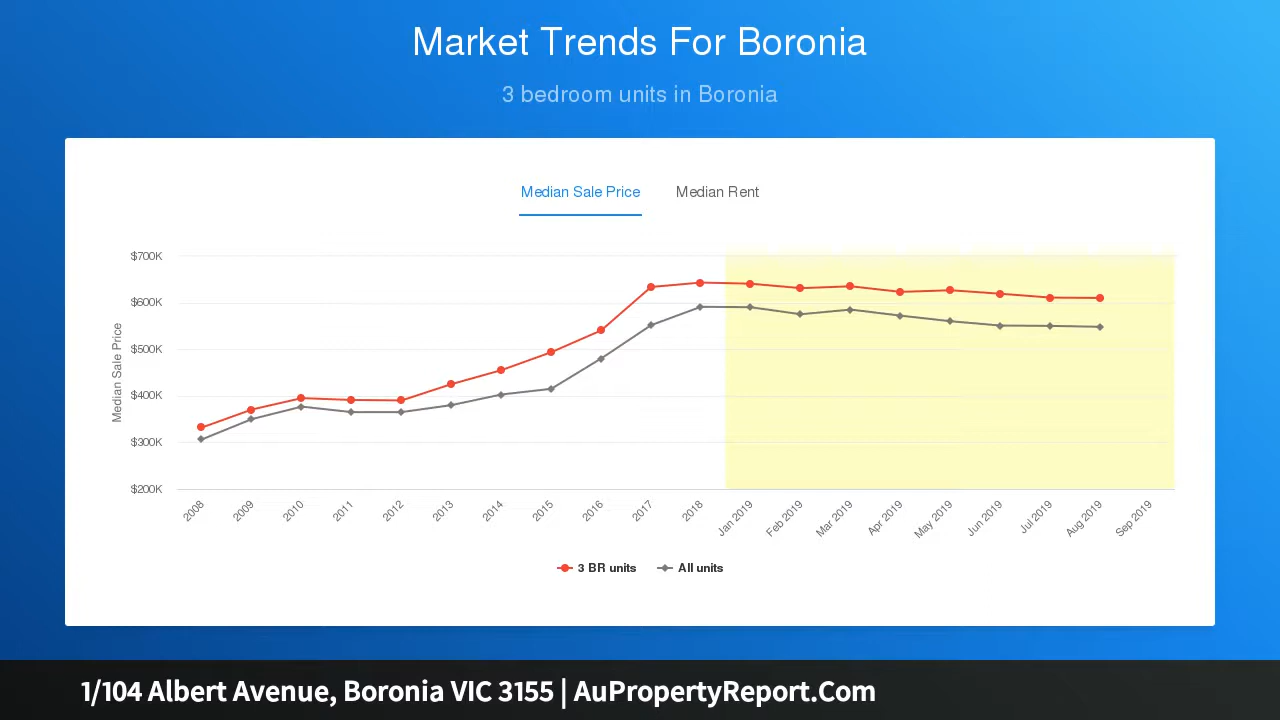 Market Trends For Boronia
3 bedroom units in Boronia
Median Sale Price Median Rent
$700K
$600K
$500K
$400K
$300K
$200K
Median Sale Price
2008 2009 2010 2011 2012 2013 2014 2015 2016 2017 2018 Jan 2019 Feb 2019 Mar 2019 Apr 2019 May 2019 Jun 2019 Jul 2019 Aug 2019 Sep 2019
3 BR units All units
1/104 Albert Avenue, Boronia VIC 3155 | AuPropertyReport.Com